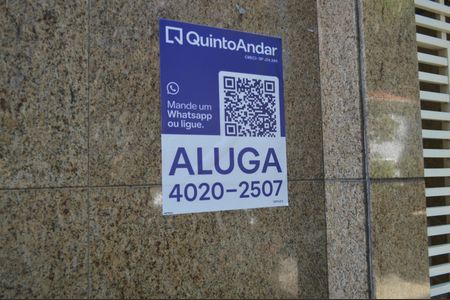 QuintoAndar
Mande um
Whatsapp
ou ligue.
ALUGA
4020-2507